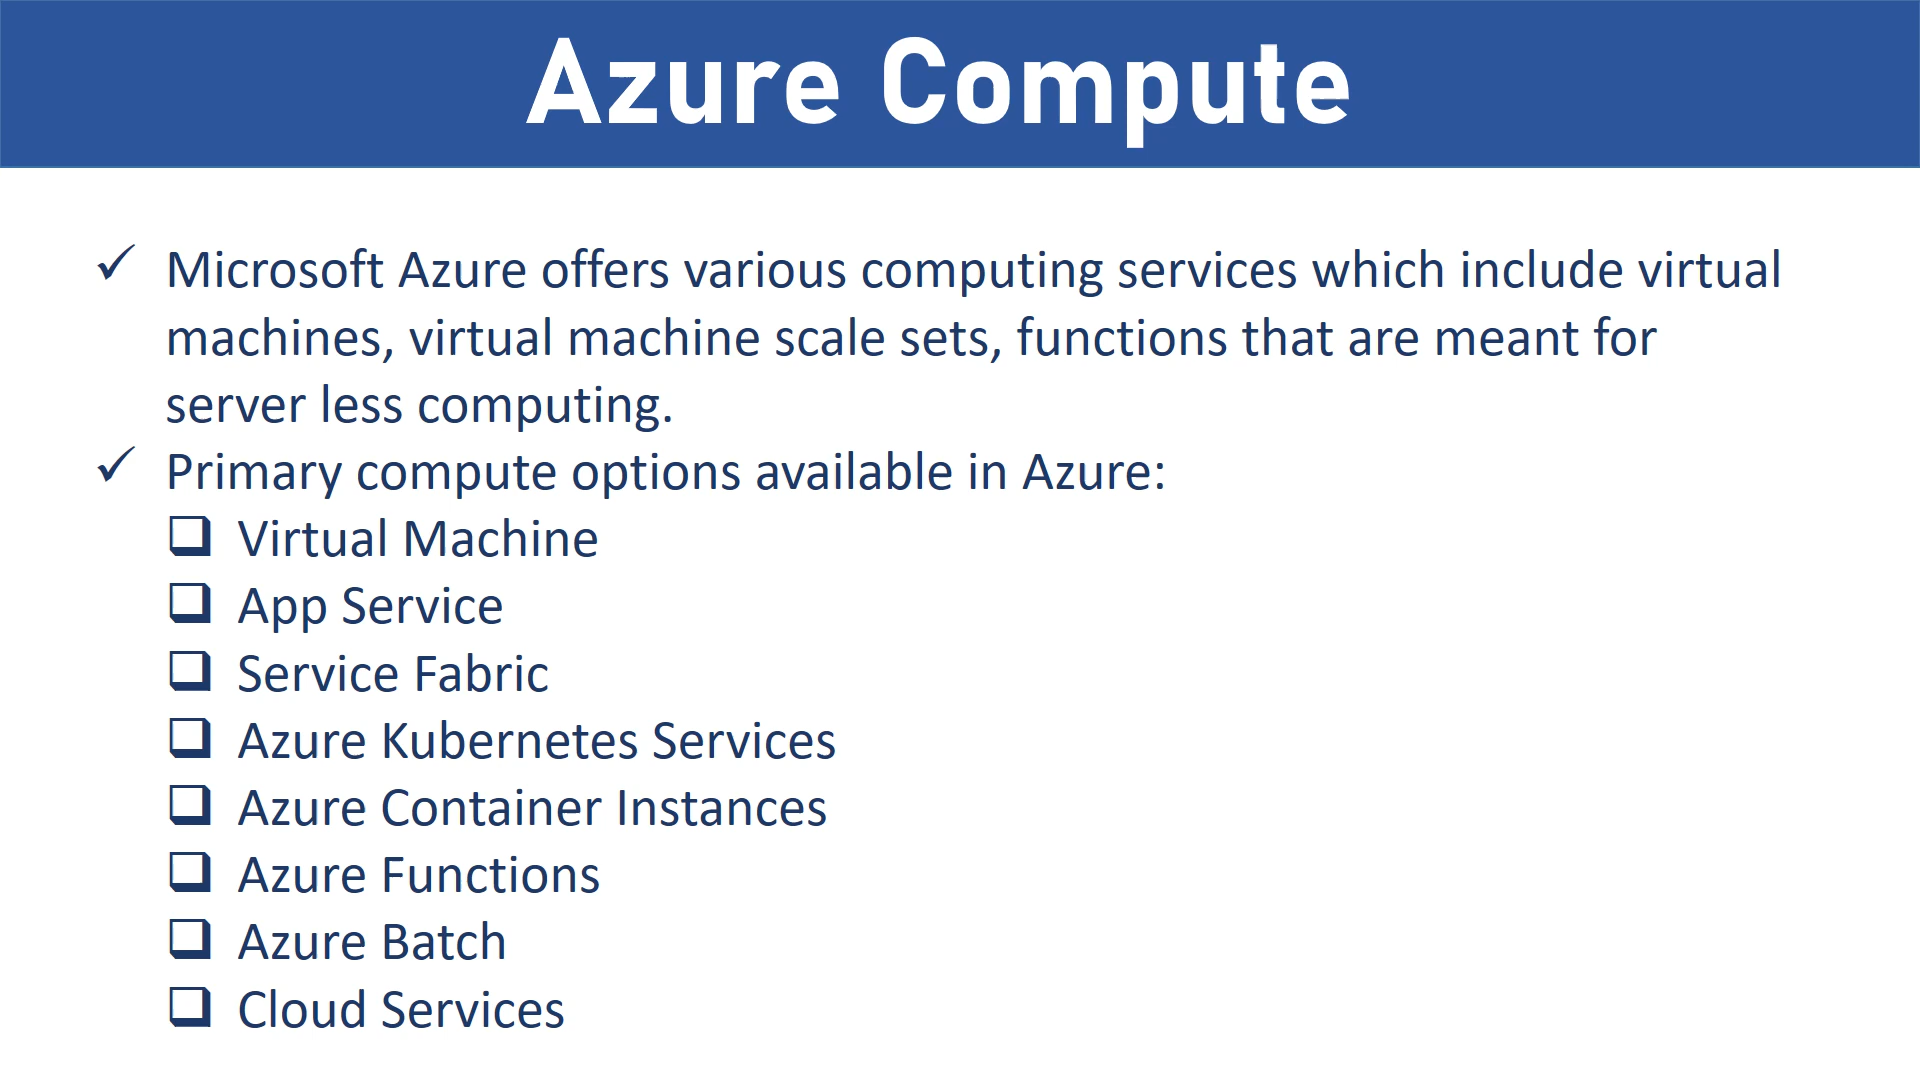 Azure Compute
Microsoft Azure offers various computing services which include virtual
machines, virtual machine scale sets, functions that are meant for
server less computing.
Primary compute options available in Azure:
Virtual Machine
App Service
Service Fabric
Azure Kubernetes Services
Azure Container Instances
Azure Functions
Azure Batch
Cloud Services